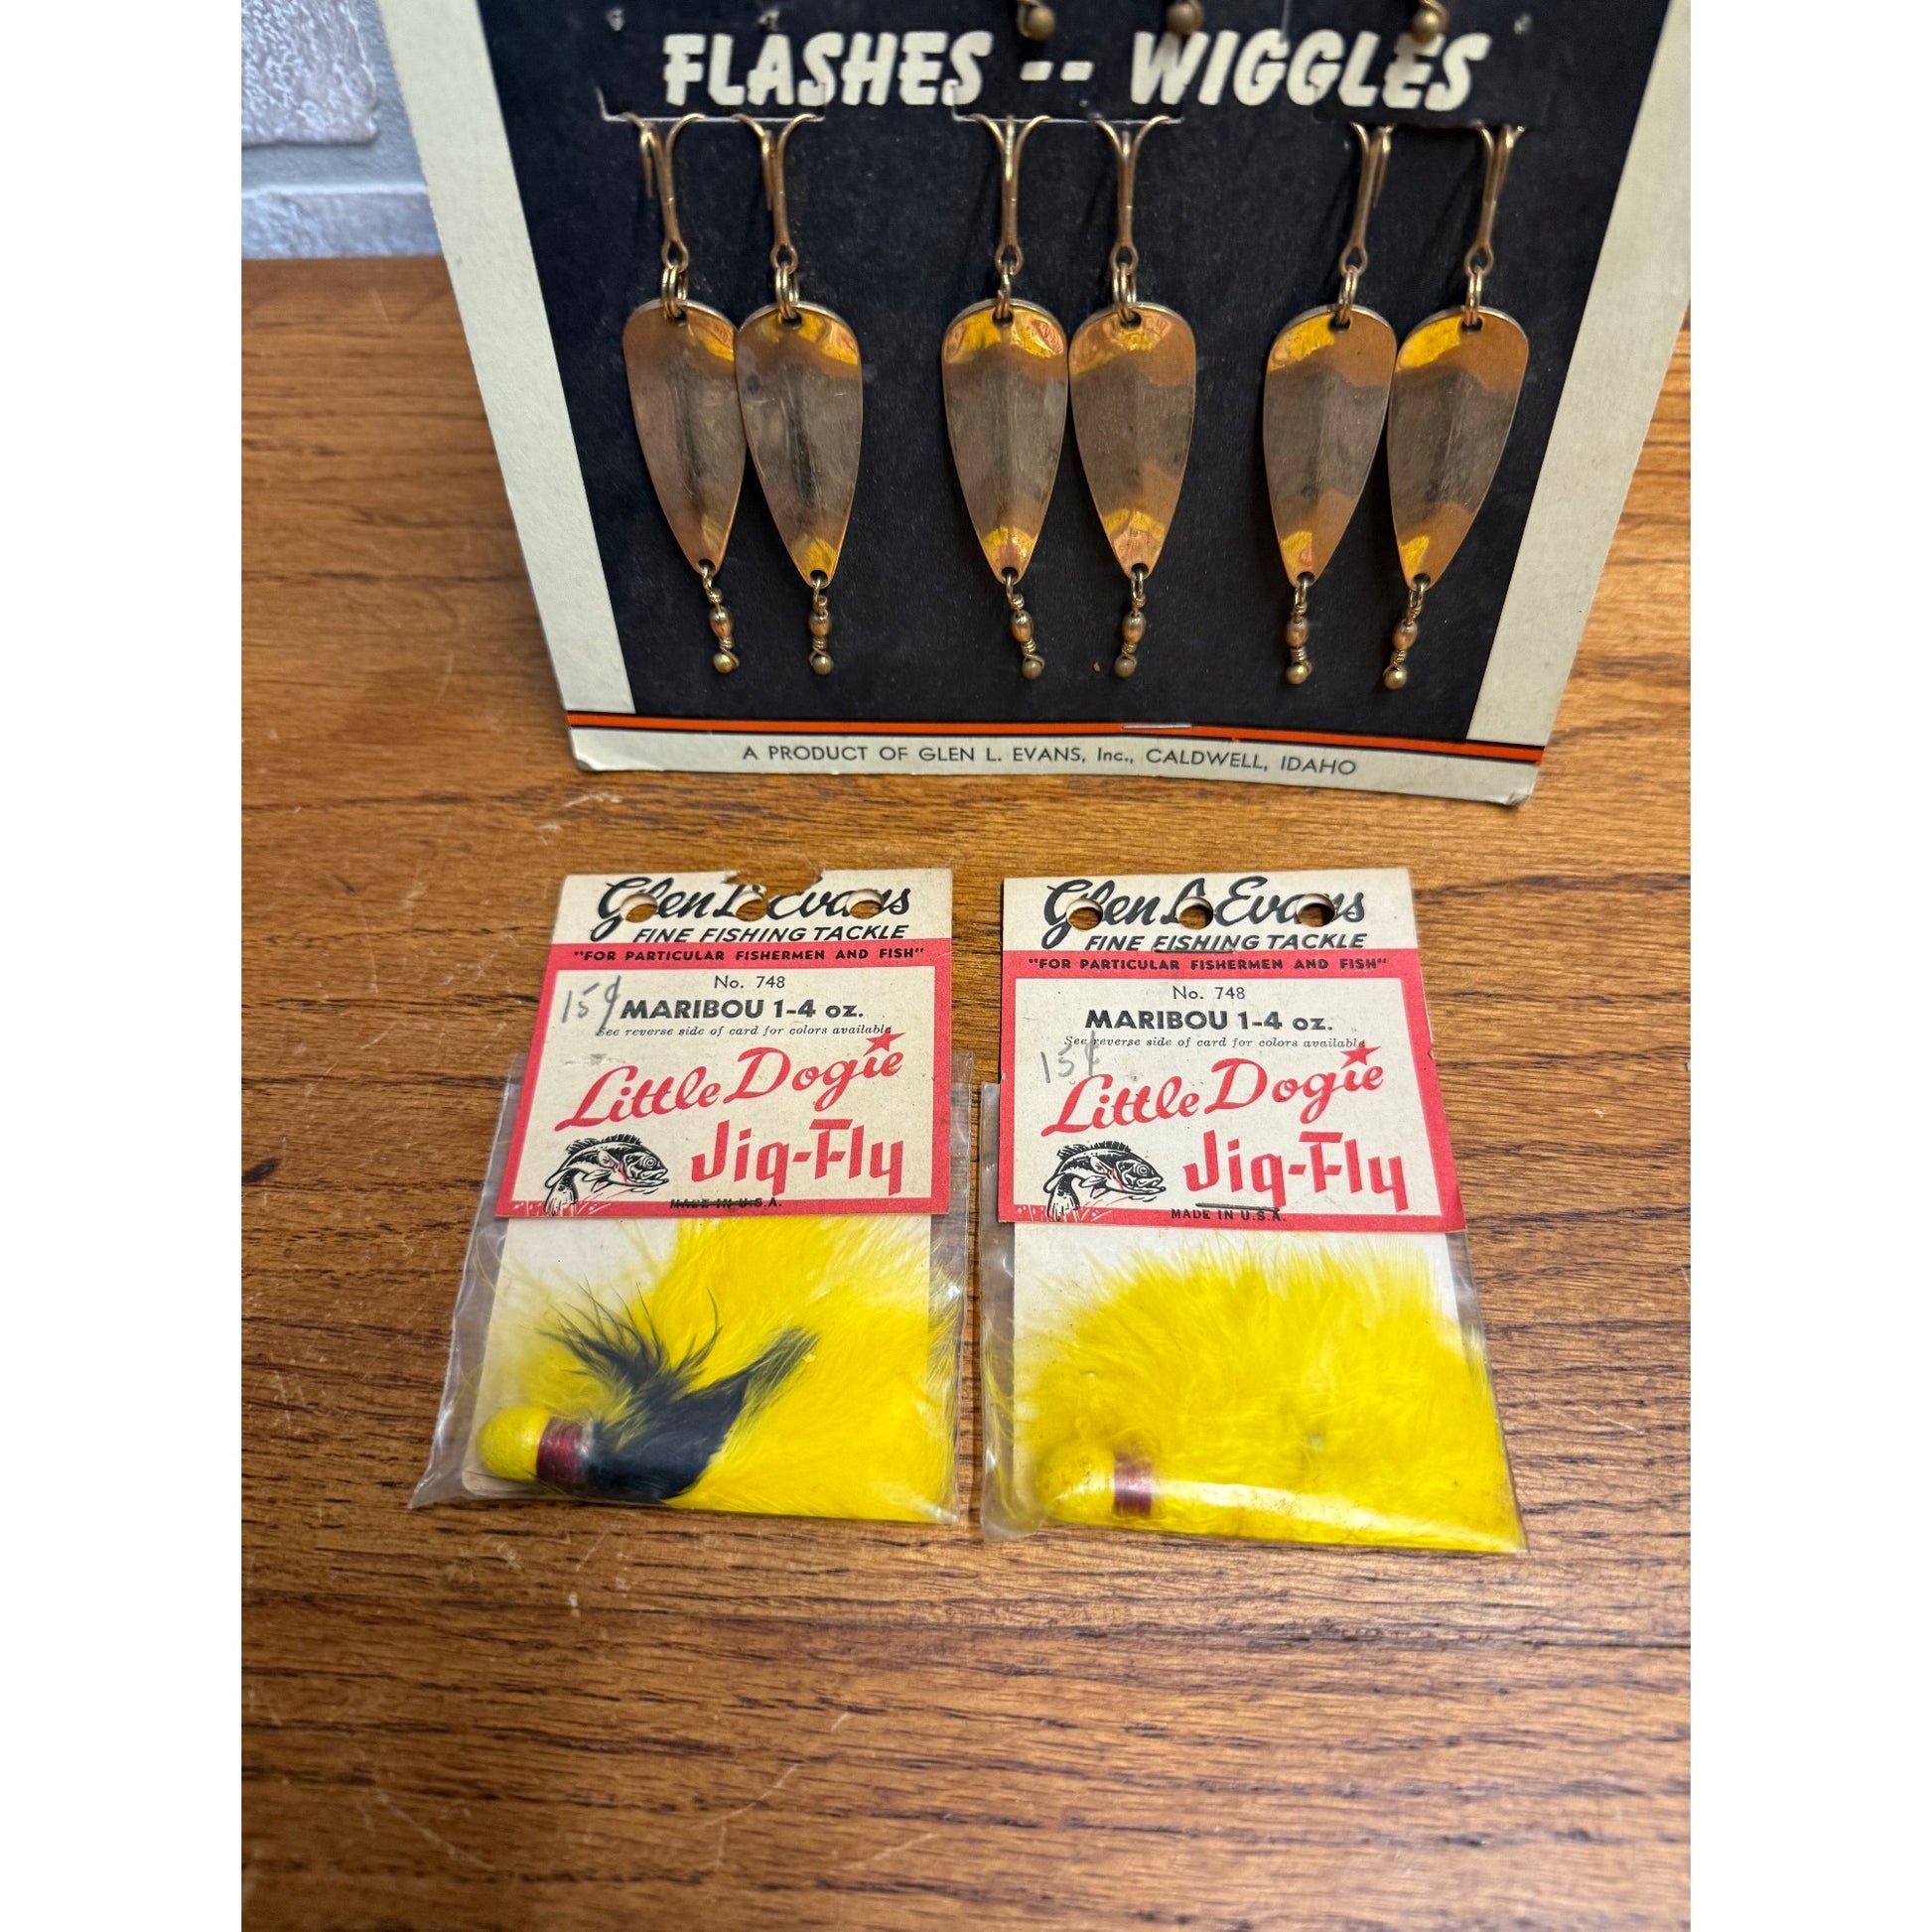 FLASHES -- WIGGLES
A PRODUCT OF GLEN L. EVANS, Inc., CALDWELL, IDAHO
Glen L. Evans
FINE FISHING TACKLE
"FOR PARTICULAR FISHERMEN AND FISH"
No. 748
15¢
MARIBOU 1-4 oz.
See reverse side of card for colors available
Little Dogie
Jig-Fly
MADE IN U.S.A.
Glen L. Evans
FINE FISHING TACKLE
"FOR PARTICULAR FISHERMEN AND FISH"
No. 748
MARIBOU 1-4 oz.
See reverse side of card for colors available
15¢
Little Dogie
Jig-Fly
MADE IN U.S.A.